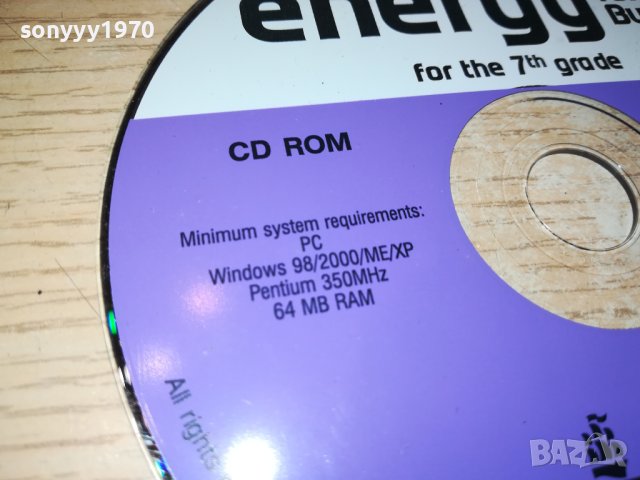 sonyyy1970
energy
for the 7th grade
CD ROM
Minimum system requirements:
PC
Windows 98/2000/ME/XP
Pentium 350MHz
64 MB RAM
All rights
BAZAR